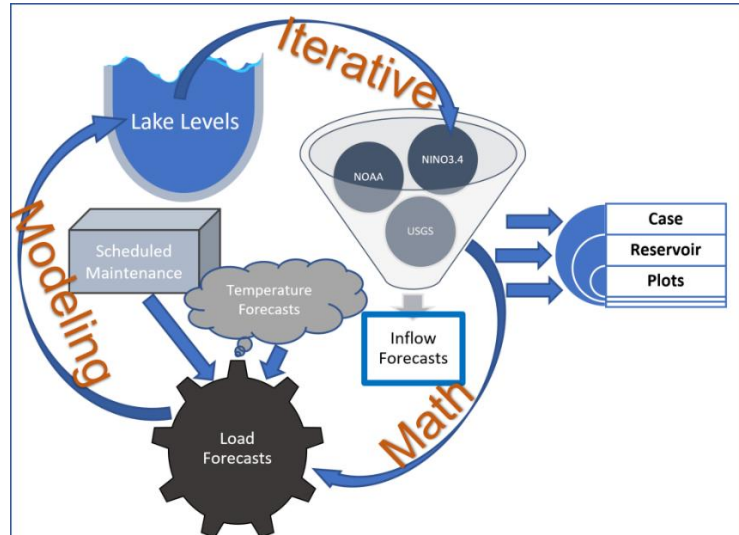 Iterative
Lake Levels
NINO3.4
NOAA
USGS
Case
Reservoir
Plots
Modeling
Scheduled
Maintenance
Temperature
Forecasts
Inflow
Forecasts
Math
Load
Forecasts